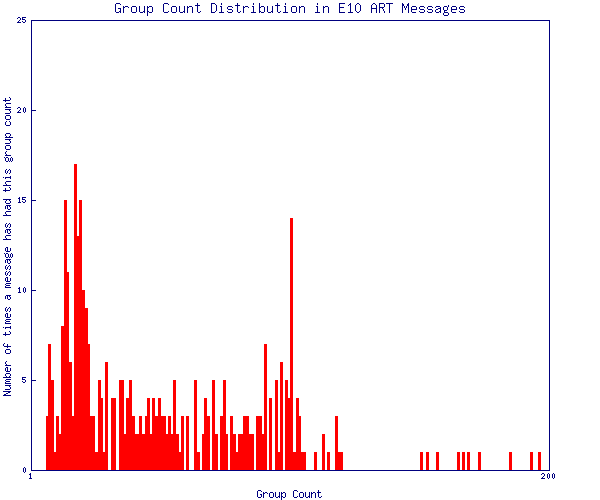 Group Count Distribution in E10 ART Messages
25
20
15
10
5
0
Number of times a message has had this group count
1
200
Group Count